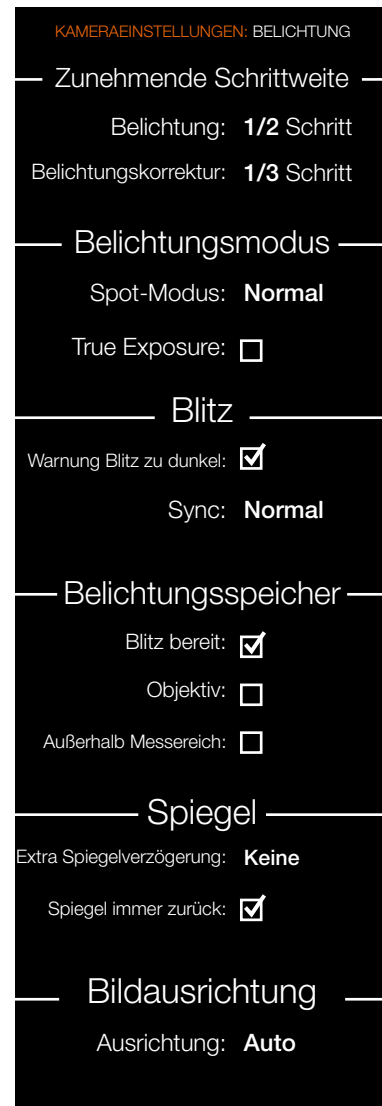 KAMERAEINSTELLUNGEN: BELICHTUNG
Zunehmende Schrittweite
Belichtung: 1/2 Schritt
Belichtungskorrektur: 1/3 Schritt
Belichtungsmodus
Spot-Modus: Normal
True Exposure:
Blitz
Warnung Blitz zu dunkel:
Sync: Normal
Belichtungsspeicher
Blitz bereit:
Objektiv:
Außerhalb Messereich:
Spiegel
Extra Spiegelverzögerung: Keine
Spiegel immer zurück:
Bildausrichtung
Ausrichtung: Auto